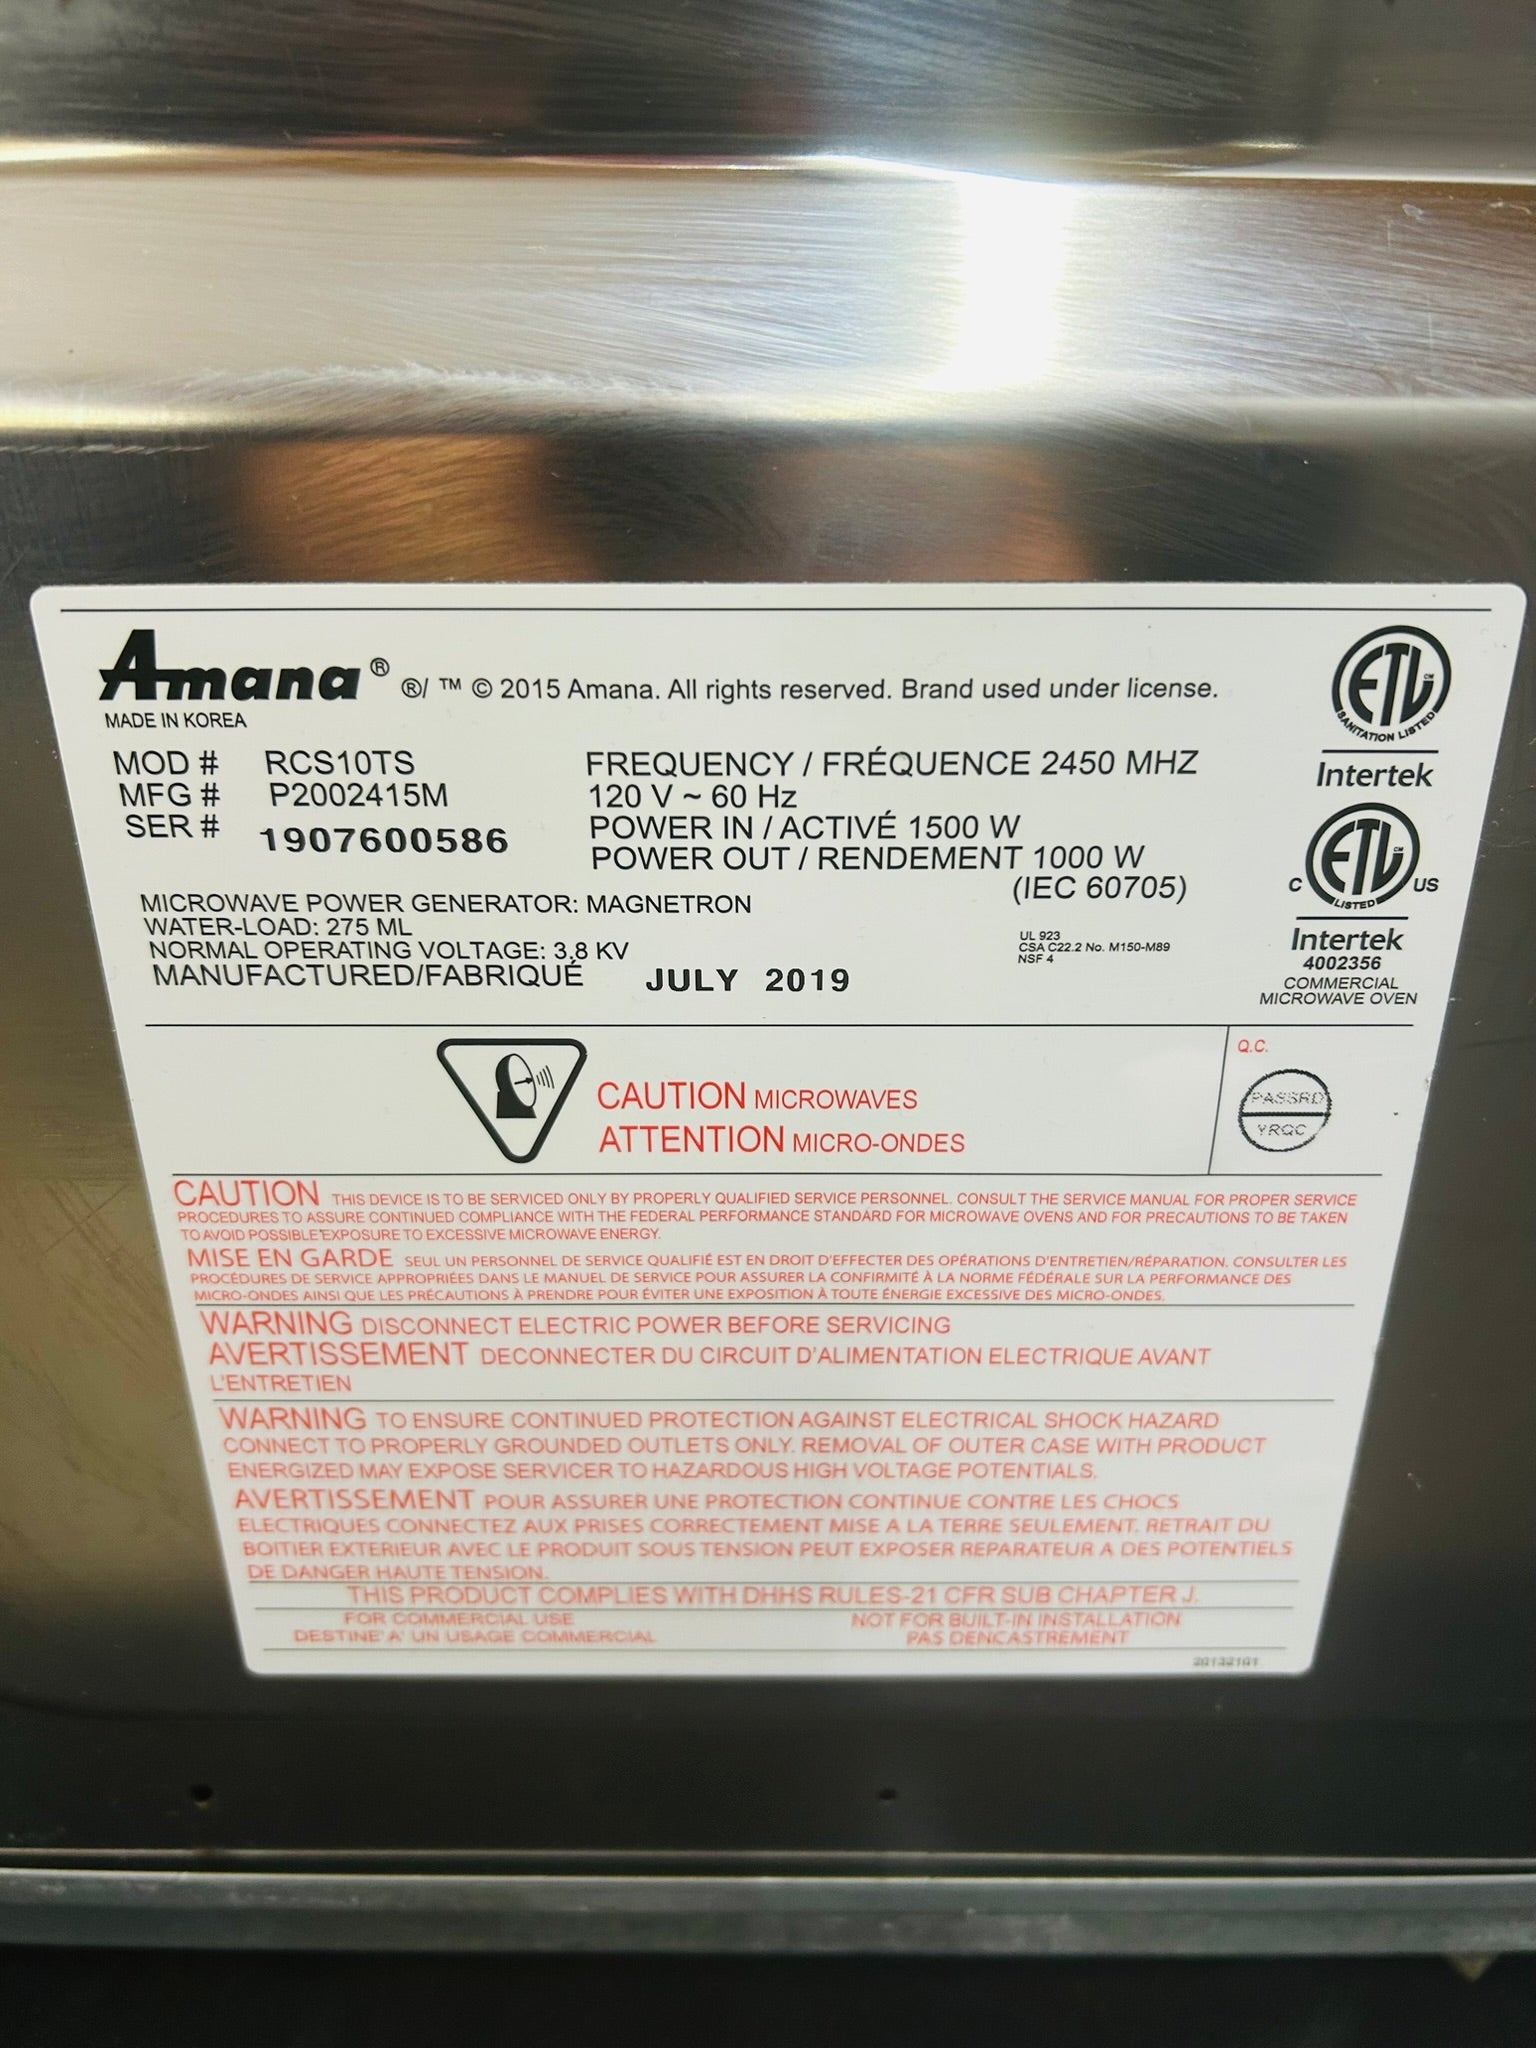 Amana® ®/ ™ © 2015 Amana. All rights reserved. Brand used under license.
MADE IN KOREA
MOD # RCS10TS
MFG # P2002415M
SER # 1907600586
FREQUENCY / FRÉQUENCE 2450 MHZ
120 V ~ 60 Hz
POWER IN / ACTIVÉ 1500 W
POWER OUT / RENDEMENT 1000 W
(IEC 60705)
MICROWAVE POWER GENERATOR: MAGNETRON
WATER-LOAD: 275 ML
NORMAL OPERATING VOLTAGE: 3.8 KV
MANUFACTURED/FABRIQUÉ JULY 2019
UL 923
CSA C22.2 No. M150-M89
NSF 4
ETL CM
SANITATION LISTED
Intertek
C ETL CM US
LISTED
Intertek
4002356
COMMERCIAL
MICROWAVE OVEN
CAUTION MICROWAVES
ATTENTION MICRO-ONDES
Q.C.
PASSRD
YRQC
CAUTION THIS DEVICE IS TO BE SERVICED ONLY BY PROPERLY QUALIFIED SERVICE PERSONNEL. CONSULT THE SERVICE MANUAL FOR PROPER SERVICE
PROCEDURES TO ASSURE CONTINUED COMPLIANCE WITH THE FEDERAL PERFORMANCE STANDARD FOR MICROWAVE OVENS AND FOR PRECAUTIONS TO BE TAKEN
TO AVOID POSSIBLE EXPOSURE TO EXCESSIVE MICROWAVE ENERGY.
MISE EN GARDE SEUL UN PERSONNEL DE SERVICE QUALIFIÉ EST EN DROIT D'EFFECTER DES OPÉRATIONS D'ENTRETIEN/RÉPARATION. CONSULTER LES
PROCÉDURES DE SERVICE APPROPRIÉES DANS LE MANUEL DE SERVICE POUR ASSURER LA CONFIRMITÉ À LA NORME FÉDÉRALE SUR LA PERFORMANCE DES
MICRO-ONDES AINSI QUE LES PRÉCAUTIONS À PRENDRE POUR ÉVITER UNE EXPOSITION À TOUTE ÉNERGIE EXCESSIVE DES MICRO-ONDES.
WARNING DISCONNECT ELECTRIC POWER BEFORE SERVICING
AVERTISSEMENT DECONNECTER DU CIRCUIT D'ALIMENTATION ELECTRIQUE AVANT
L'ENTRETIEN
WARNING TO ENSURE CONTINUED PROTECTION AGAINST ELECTRICAL SHOCK HAZARD
CONNECT TO PROPERLY GROUNDED OUTLETS ONLY. REMOVAL OF OUTER CASE WITH PRODUCT
ENERGIZED MAY EXPOSE SERVICER TO HAZARDOUS HIGH VOLTAGE POTENTIALS.
AVERTISSEMENT POUR ASSURER UNE PROTECTION CONTINUE CONTRE LES CHOCS
ELECTRIQUES CONNECTEZ AUX PRISES CORRECTEMENT MISE A LA TERRE SEULEMENT. RETRAIT DU
BOITIER EXTERIEUR AVEC LE PRODUIT SOUS TENSION PEUT EXPOSER REPARATEUR A DES POTENTIELS
DE DANGER HAUTE TENSION.
THIS PRODUCT COMPLIES WITH DHHS RULES-21 CFR SUB CHAPTER J.
FOR COMMERCIAL USE
DESTINE' A' UN USAGE COMMERCIAL
NOT FOR BUILT-IN INSTALLATION
PAS DENCASTREMENT